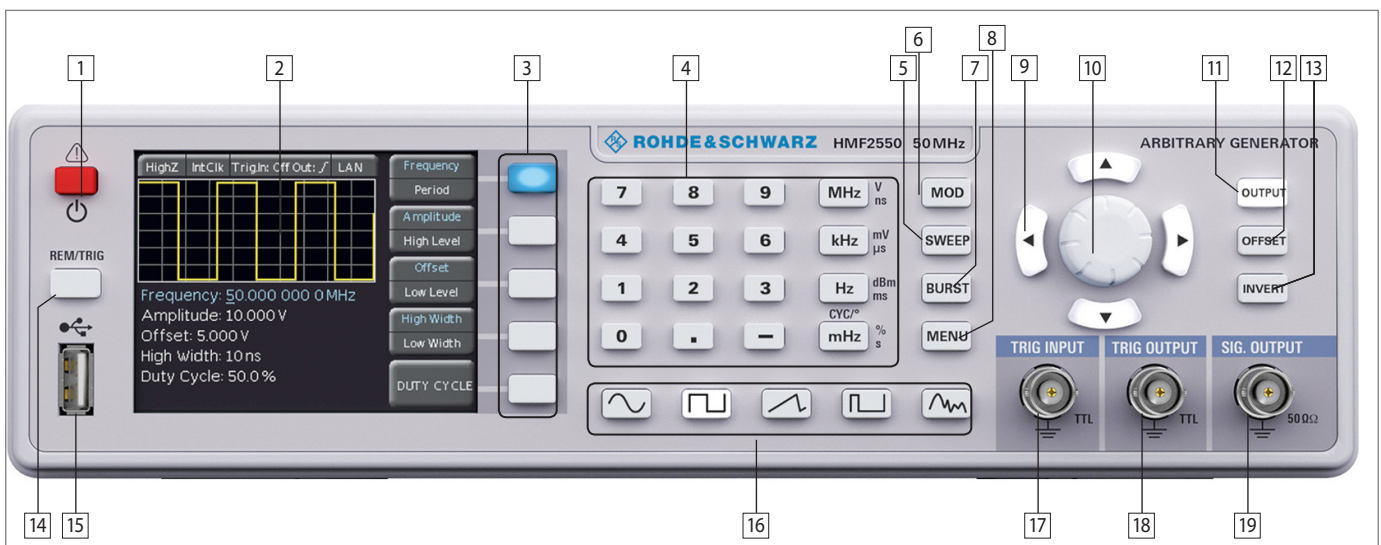 6 8
1 2 3 4 5 7 9 10 11 12 13
ROHDE & SCHWARZ HMF2550 50 MHz
ARBITRARY GENERATOR
HighZ IntClk Trig.In: Off Out: LAN
Frequency
Period
Amplitude
High Level
Offset
Low Level
High Width
Low Width
DUTY CYCLE
Frequency: 50.000 000 0 MHz
Amplitude: 10.000 V
Offset: 5.000 V
High Width: 10 ns
Duty Cycle: 50.0 %
REM/TRIG
7 8 9 MHz V
ns
4 5 6 kHz mV
µs
1 2 3 Hz dBm
ms
CYC/°
0 . − mHz %
s
MOD
SWEEP
BURST
MENU
OUTPUT
OFFSET
INVERT
TRIG INPUT TRIG OUTPUT SIG. OUTPUT
TTL TTL 50 ΩΩ
14 15 16 17 18 19